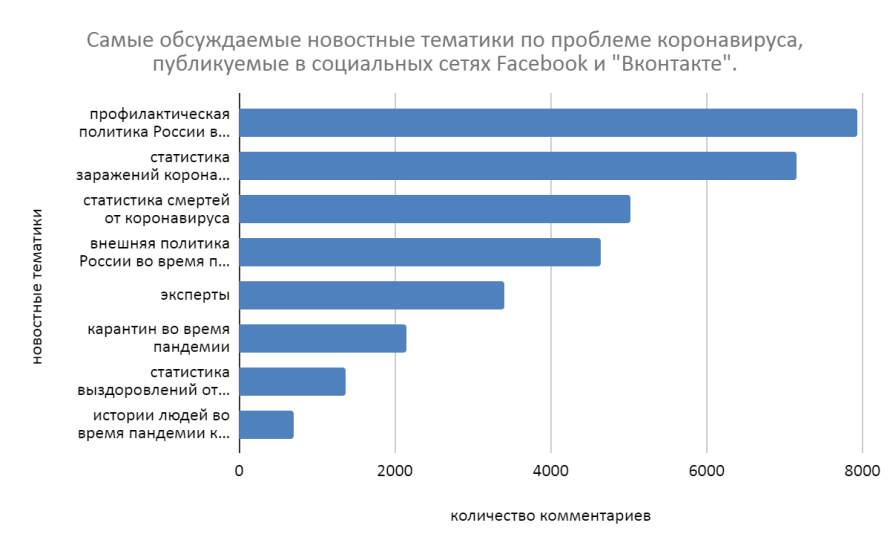 Самые обсуждаемые новостные тематики по проблеме коронавируса,
публикуемые в социальных сетях Facebook и "Вконтакте".
новостные тематики
профилактическая
политика России в...
статистика
заражений корона...
статистика смертей
от коронавируса
внешняя политика
России во время п...
эксперты
карантин во время
пандемии
статистика
выздоровлений от...
истории людей во
время пандемии к...
0 2000 4000 6000 8000
количество комментариев